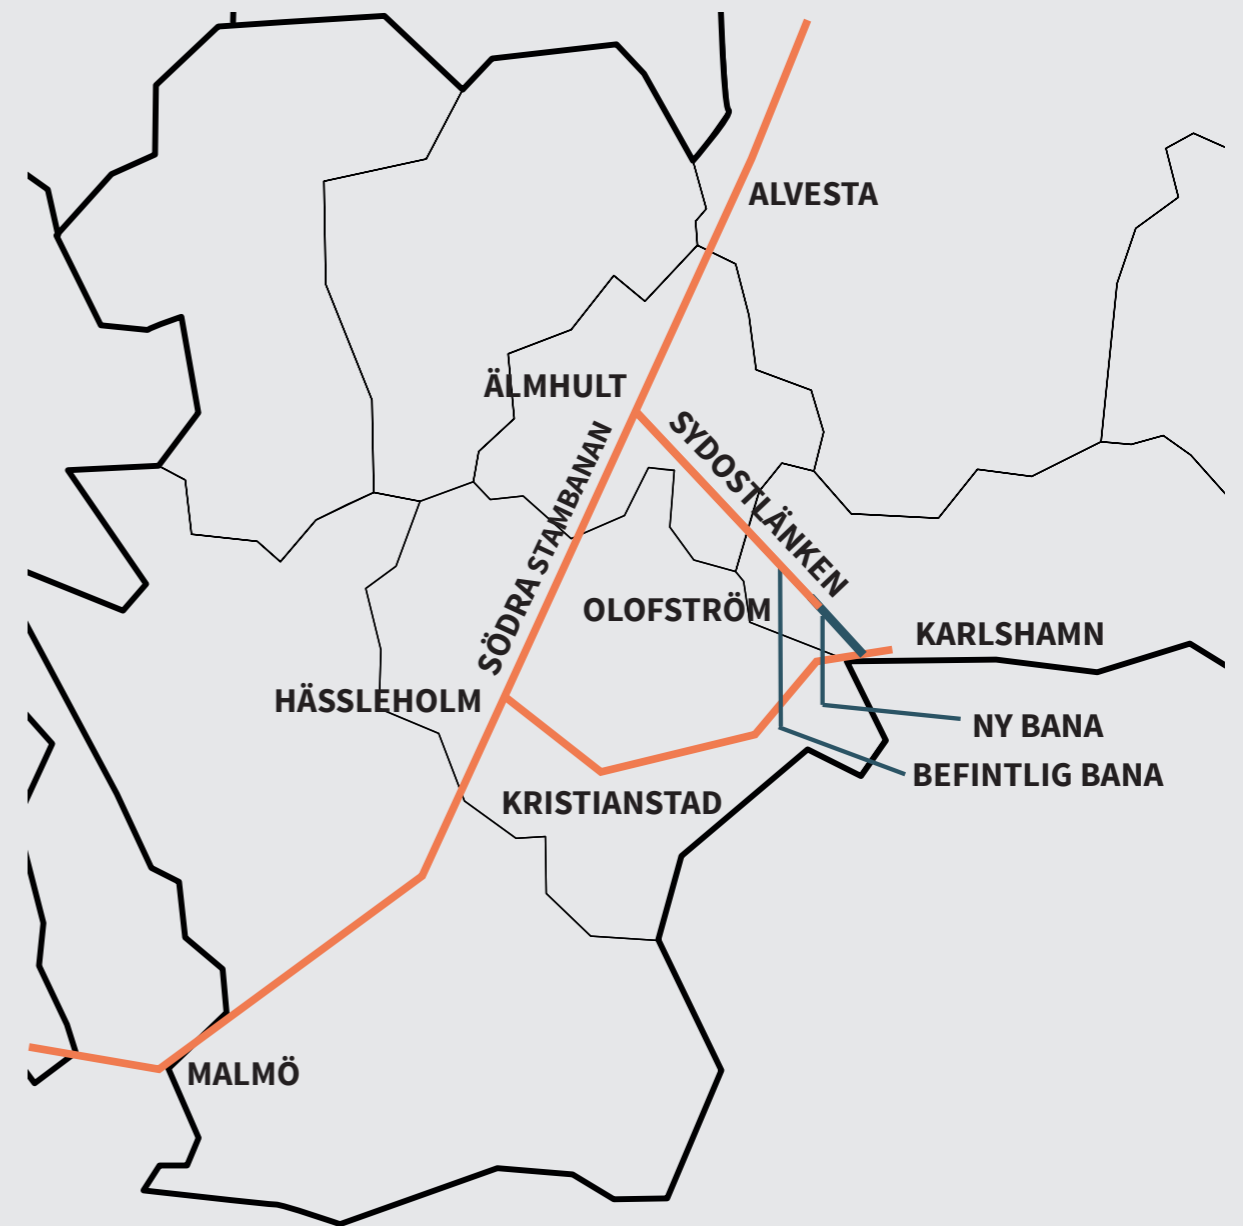 ALVESTA
ÄLMHULT
SYDOSTLÄNKEN
SÖDRA STAMBANAN
OLOFSTRÖM
KARLSHAMN
HÄSSLEHOLM
NY BANA
BEFINTLIG BANA
KRISTIANSTAD
MALMÖ